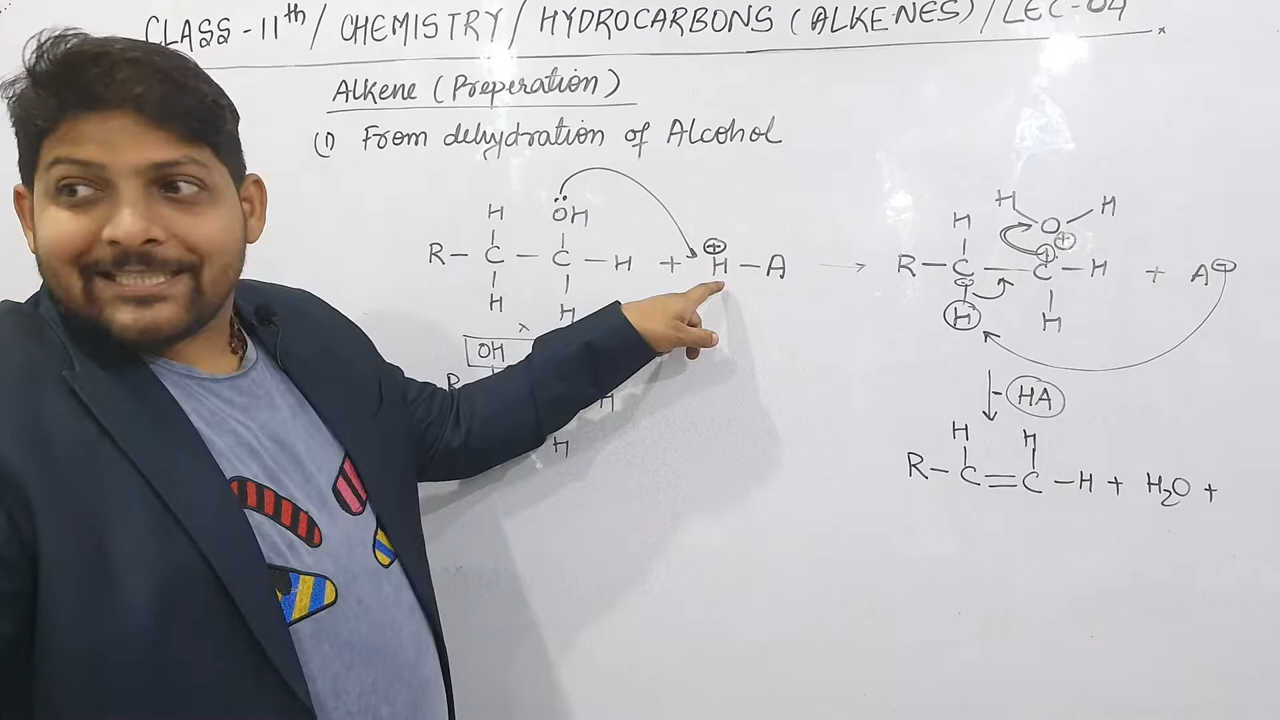 CLASS-11th/ CHEMISTRY/ HYDROCARBONS (ALKENES)/LEC-04
Alkene (Preperation)
(1) From dehydration of Alcohol
H OH
R- C - C - H + H⊕ - A
H H
OH
R H
H
H O H
H ⊕
R - C - C⊕ - H + A⊖
H H
- HA
H H
R- C = C - H + H2O +